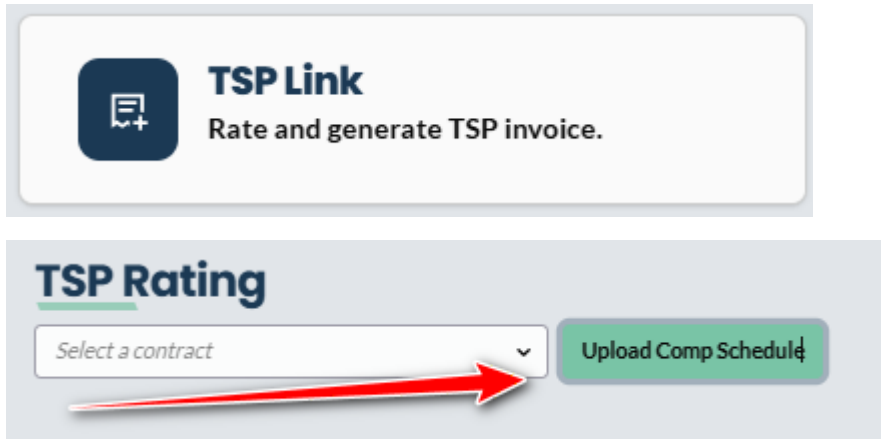 TSP Link
Rate and generate TSP invoice.
TSP Rating
Select a contract
Upload Comp Schedule